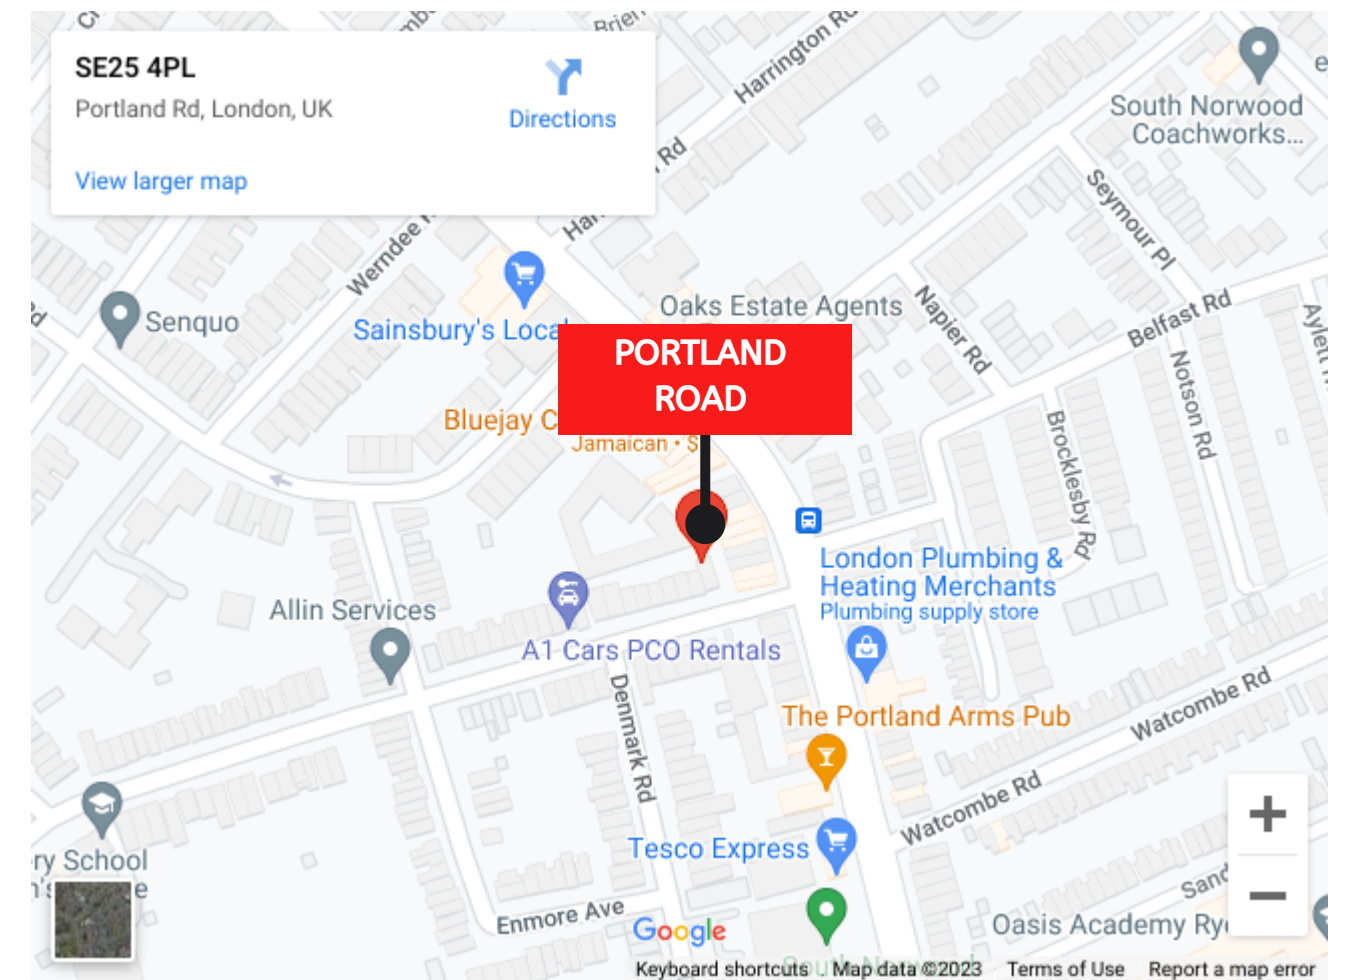 Harrington Rd
SE25 4PL
Portland Rd, London, UK
Directions
View larger map
South Norwood
Coachworks...
Rd
Seymour Pl
Werndee
Senquo
Sainsbury's Local
Oaks Estate Agents
Napier Rd
Belfast Rd
Notson Rd
PORTLAND
ROAD
Bluejay C
Jamaican • $
Brocklesby Rd
London Plumbing &
Heating Merchants
Plumbing supply store
Allin Services
A1 Cars PCO Rentals
Denmark Rd
The Portland Arms Pub
Watcombe Rd
Watcombe Rd
Tesco Express
ry School
Enmore Ave
Google
Oasis Academy Ry
Keyboard shortcuts
Map data ©2023
Terms of Use
Report a map error